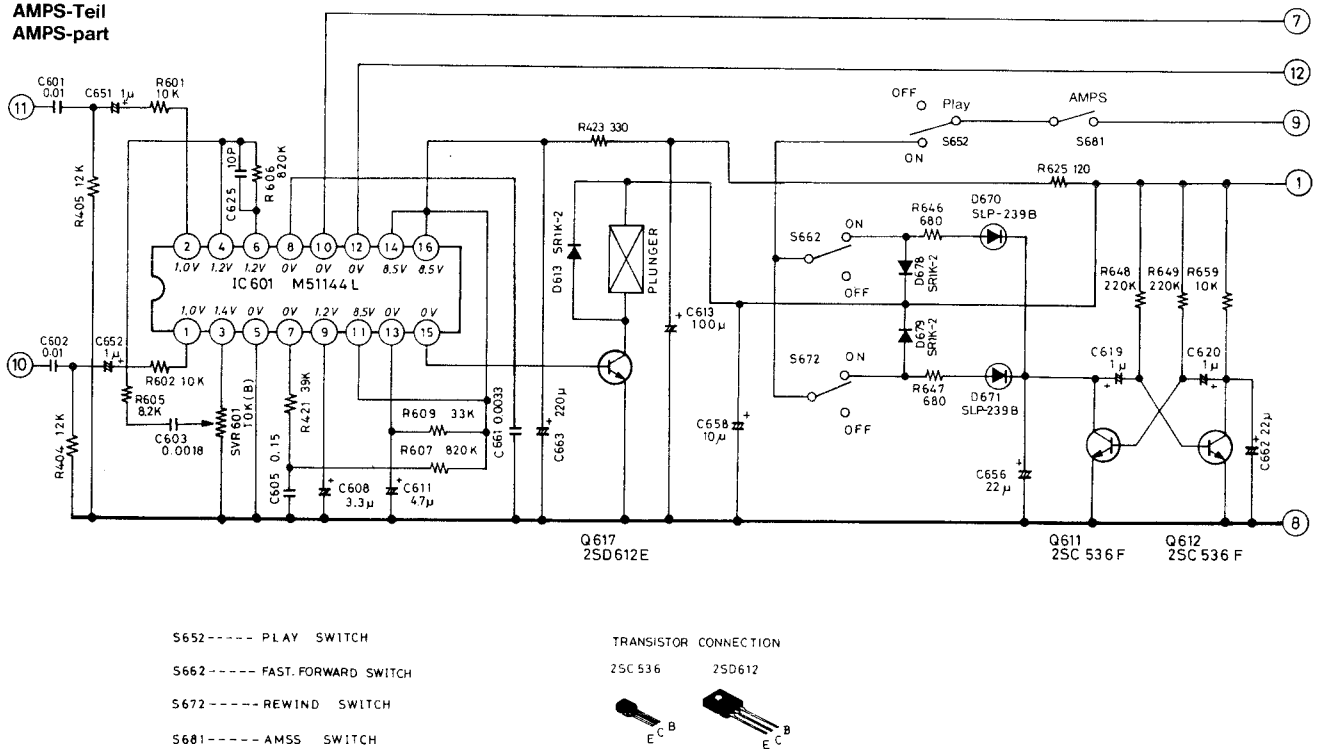 AMPS-Teil
AMPS-part
7
12
11
C601
0.01
C651 1µ
R601
10K
R405 12K
C625
10P
R606
820K
R423 330
OFF
Play
ON
S652
AMPS
S681
9
R625 120
1
2
4
6
8
10
12
14
16
1.0V
1.2V
1.2V
0V
0V
0V
8.5V
8.5V
IC601 M51144L
1.0V
1.4V
0V
0V
1.2V
8.5V
0V
0V
1
3
5
7
9
11
13
15
D613 SR1K-2
PLUNGER
C613
100µ
S662
ON
OFF
R646
680
D670
SLP-239B
D678
SR1K-2
D679
SR1K-2
S672
ON
OFF
R647
680
D671
SLP-239B
R648
220K
R649
220K
R659
10K
C619
1µ
C620
1µ
10
C602
0.01
C652
1µ
R602 10K
R605
8.2K
R404 12K
C603
0.0018
SVR601
10K(B)
R421 39K
C605 0.15
R609 33K
R607 820K
C608
3.3µ
C611
4.7µ
C661 0.0033
220µ
C663
C658
10µ
C656
22µ
C662 22µ
8
Q617
2SD612E
Q611
2SC 536 F
Q612
2SC 536 F
S652----- PLAY SWITCH
S662----- FAST.FORWARD SWITCH
S672----- REWIND SWITCH
S681----- AMSS SWITCH
TRANSISTOR CONNECTION
2SC 536
2SD612
E C B
E C B